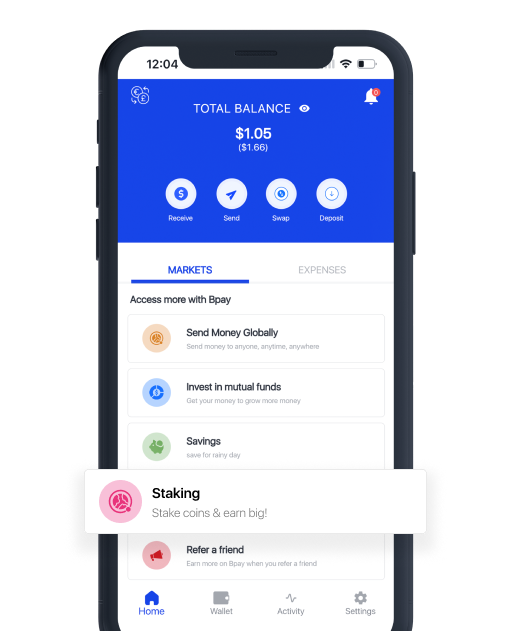 12:04
TOTAL BALANCE
0
$1.05
($1.66)
Receive
Send
Swap
Deposit
MARKETS
EXPENSES
Access more with Bpay
Send Money Globally
Send money to anyone, anytime, anywhere
Invest in mutual funds
Get your money to grow more money
Savings
save for rainy day
Staking
Stake coins & earn big!
Refer a friend
Earn more on Bpay when you refer a friend
Home
Wallet
Activity
Settings